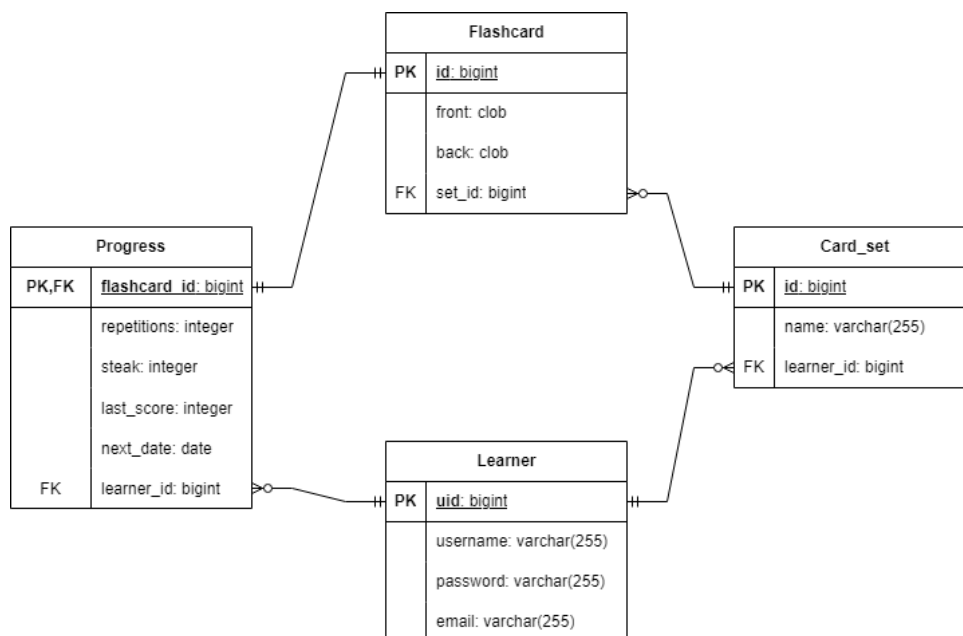 Flashcard
PK id: bigint
front: clob
back: clob
FK set_id: bigint
Progress
PK,FK flashcard_id: bigint
repetitions: integer
steak: integer
last_score: integer
next_date: date
FK learner_id: bigint
Card_set
PK id: bigint
name: varchar(255)
FK learner_id: bigint
Learner
PK uid: bigint
username: varchar(255)
password: varchar(255)
email: varchar(255)